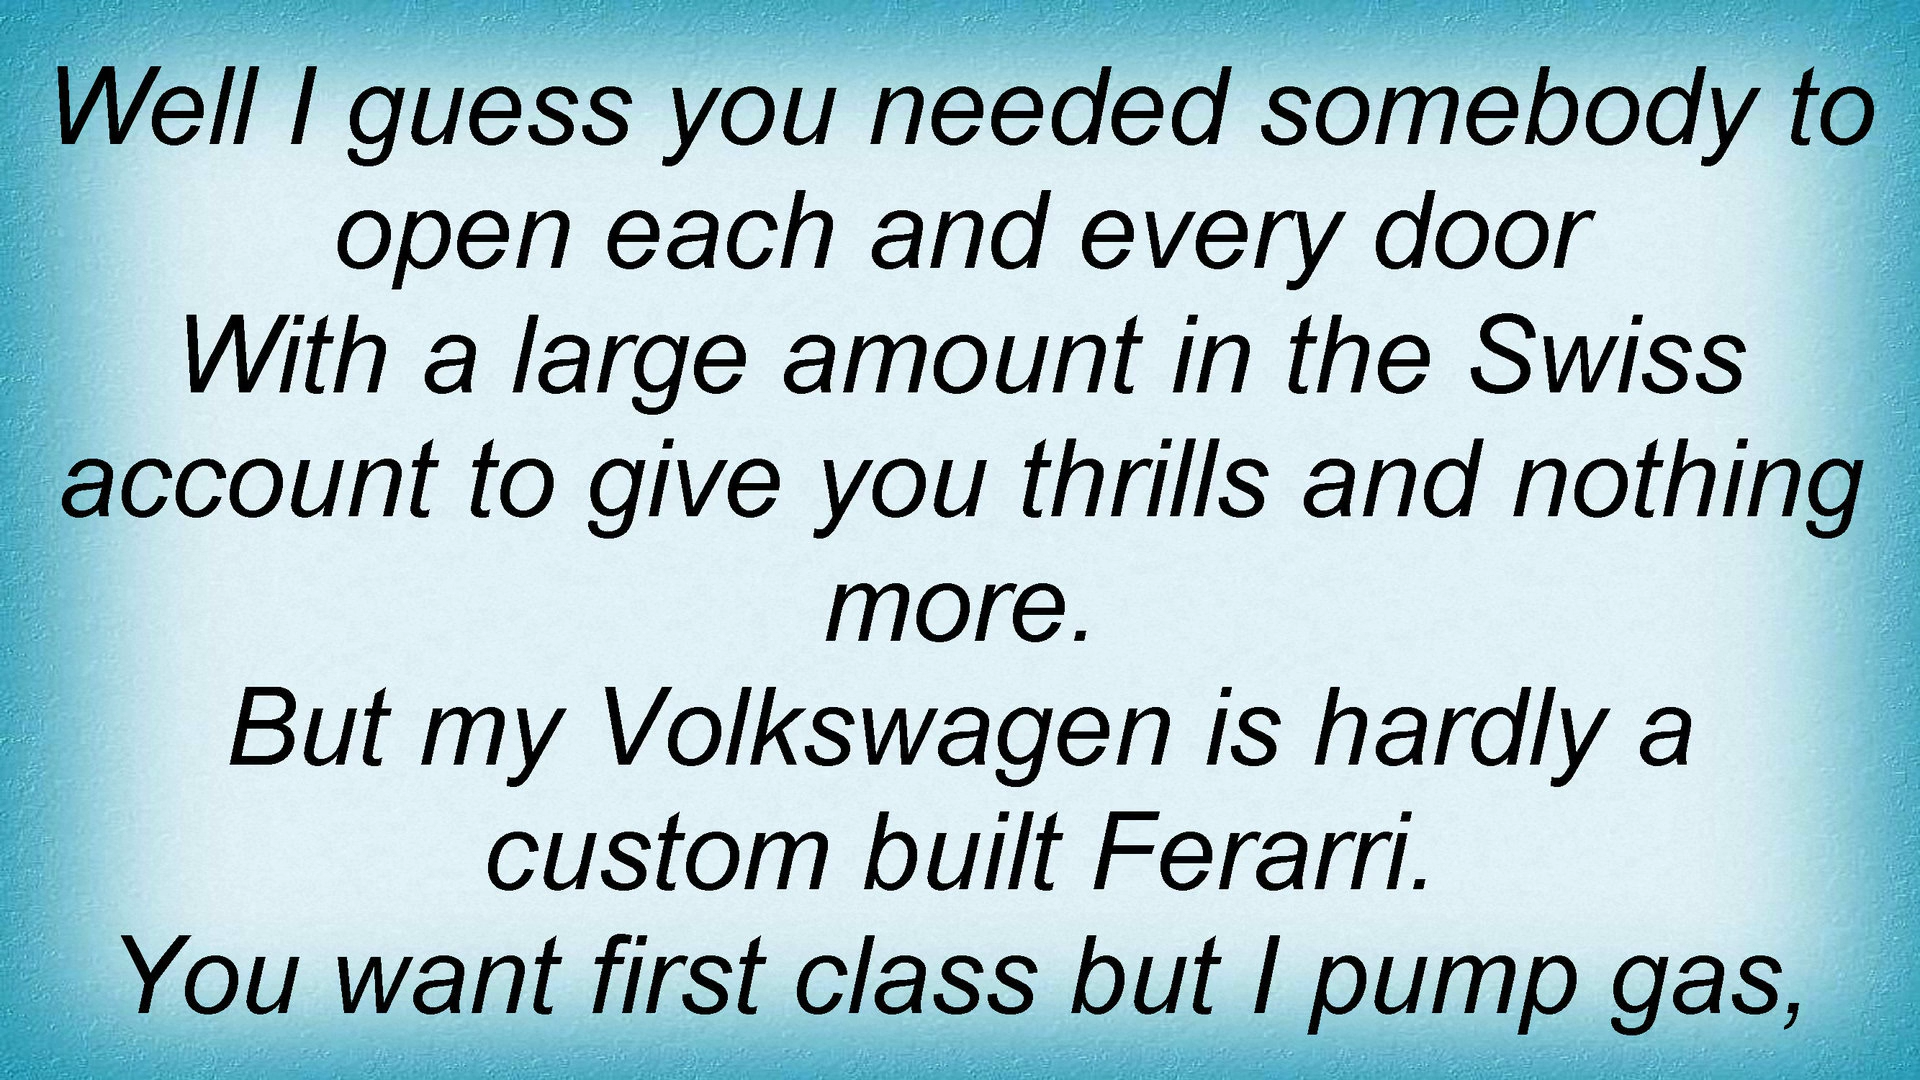 Well I guess you needed somebody to
open each and every door
With a large amount in the Swiss
account to give you thrills and nothing
more.
But my Volkswagen is hardly a
custom built Ferarri.
You want first class but I pump gas,